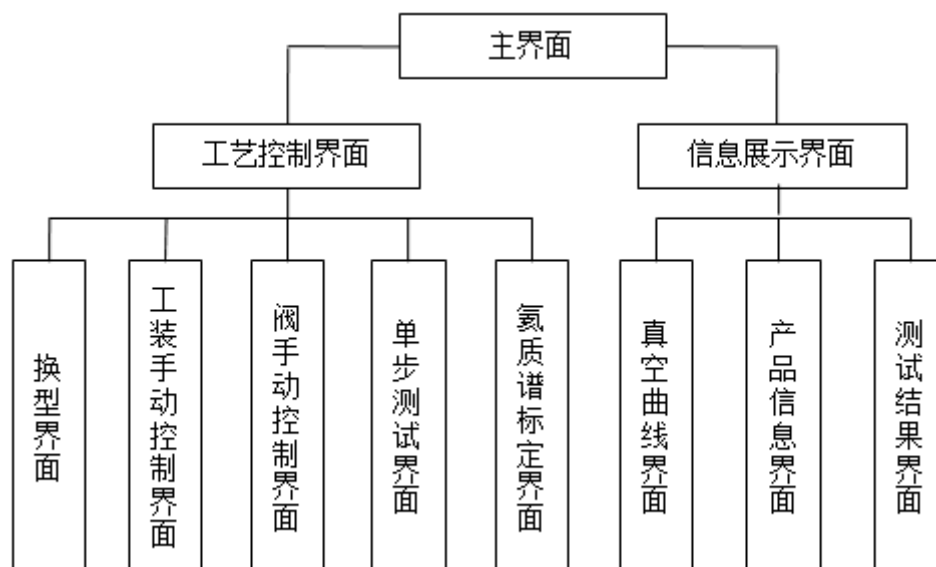 主界面
工艺控制界面
信息展示界面
换型界面
工装手动控制界面
阀手动控制界面
单步测试界面
氦质谱标定界面
真空曲线界面
产品信息界面
测试结果界面